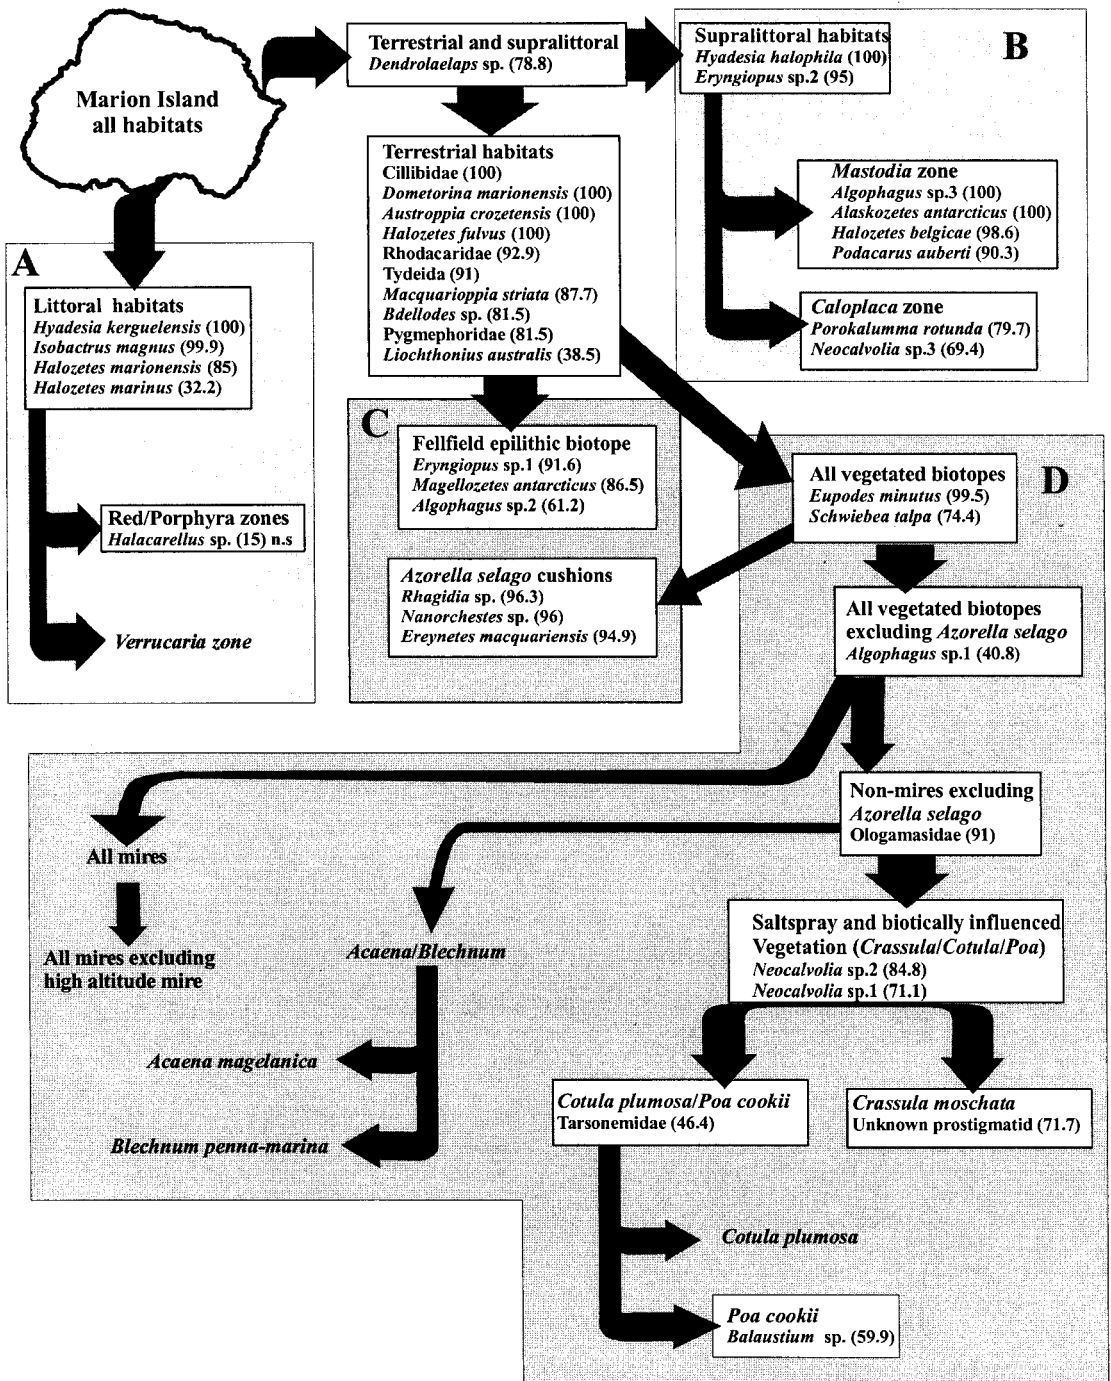 Marion Island
all habitats
Terrestrial and supralittoral
Dendrolaelaps sp. (78.8)
B
Supralittoral habitats
Hyadesia halophila (100)
Eryngiopus sp.2 (95)
Mastodia zone
Algophagus sp.3 (100)
Alaskozetes antarcticus (100)
Halozetes belgicae (98.6)
Podacarus auberti (90.3)
Caloplaca zone
Porokalumma rotunda (79.7)
Neocalvolia sp.3 (69.4)
Terrestrial habitats
Cillibidae (100)
Dometorina marionensis (100)
Austroppia crozetensis (100)
Halozetes fulvus (100)
Rhodacaridae (92.9)
Tydeida (91)
Macquarioppia striata (87.7)
Bdellodes sp. (81.5)
Pygmephoridae (81.5)
Liochthonius australis (38.5)
A
Littoral habitats
Hyadesia kerguelensis (100)
Isobactrus magnus (99.9)
Halozetes marionensis (85)
Halozetes marinus (32.2)
Red/Porphyra zones
Halacarellus sp. (15) n.s
Verrucaria zone
C
Fellfield epilithic biotope
Eryngiopus sp.1 (91.6)
Magellozetes antarcticus (86.5)
Algophagus sp.2 (61.2)
Azorella selago cushions
Rhagidia sp. (96.3)
Nanorchestes sp. (96)
Ereynetes macquariensis (94.9)
D
All vegetated biotopes
Eupodes minutus (99.5)
Schwiebea talpa (74.4)
All vegetated biotopes
excluding Azorella selago
Algophagus sp.1 (40.8)
Non-mires excluding
Azorella selago
Ologamasidae (91)
All mires
All mires excluding
high altitude mire
Acaena/Blechnum
Acaena magelanica
Blechnum penna-marina
Saltspray and biotically influenced
Vegetation (Crassula/Cotula/Poa)
Neocalvolia sp.2 (84.8)
Neocalvolia sp.1 (71.1)
Cotula plumosa/Poa cookii
Tarsonemidae (46.4)
Crassula moschata
Unknown prostigmatid (71.7)
Cotula plumosa
Poa cookii
Balaustium sp. (59.9)